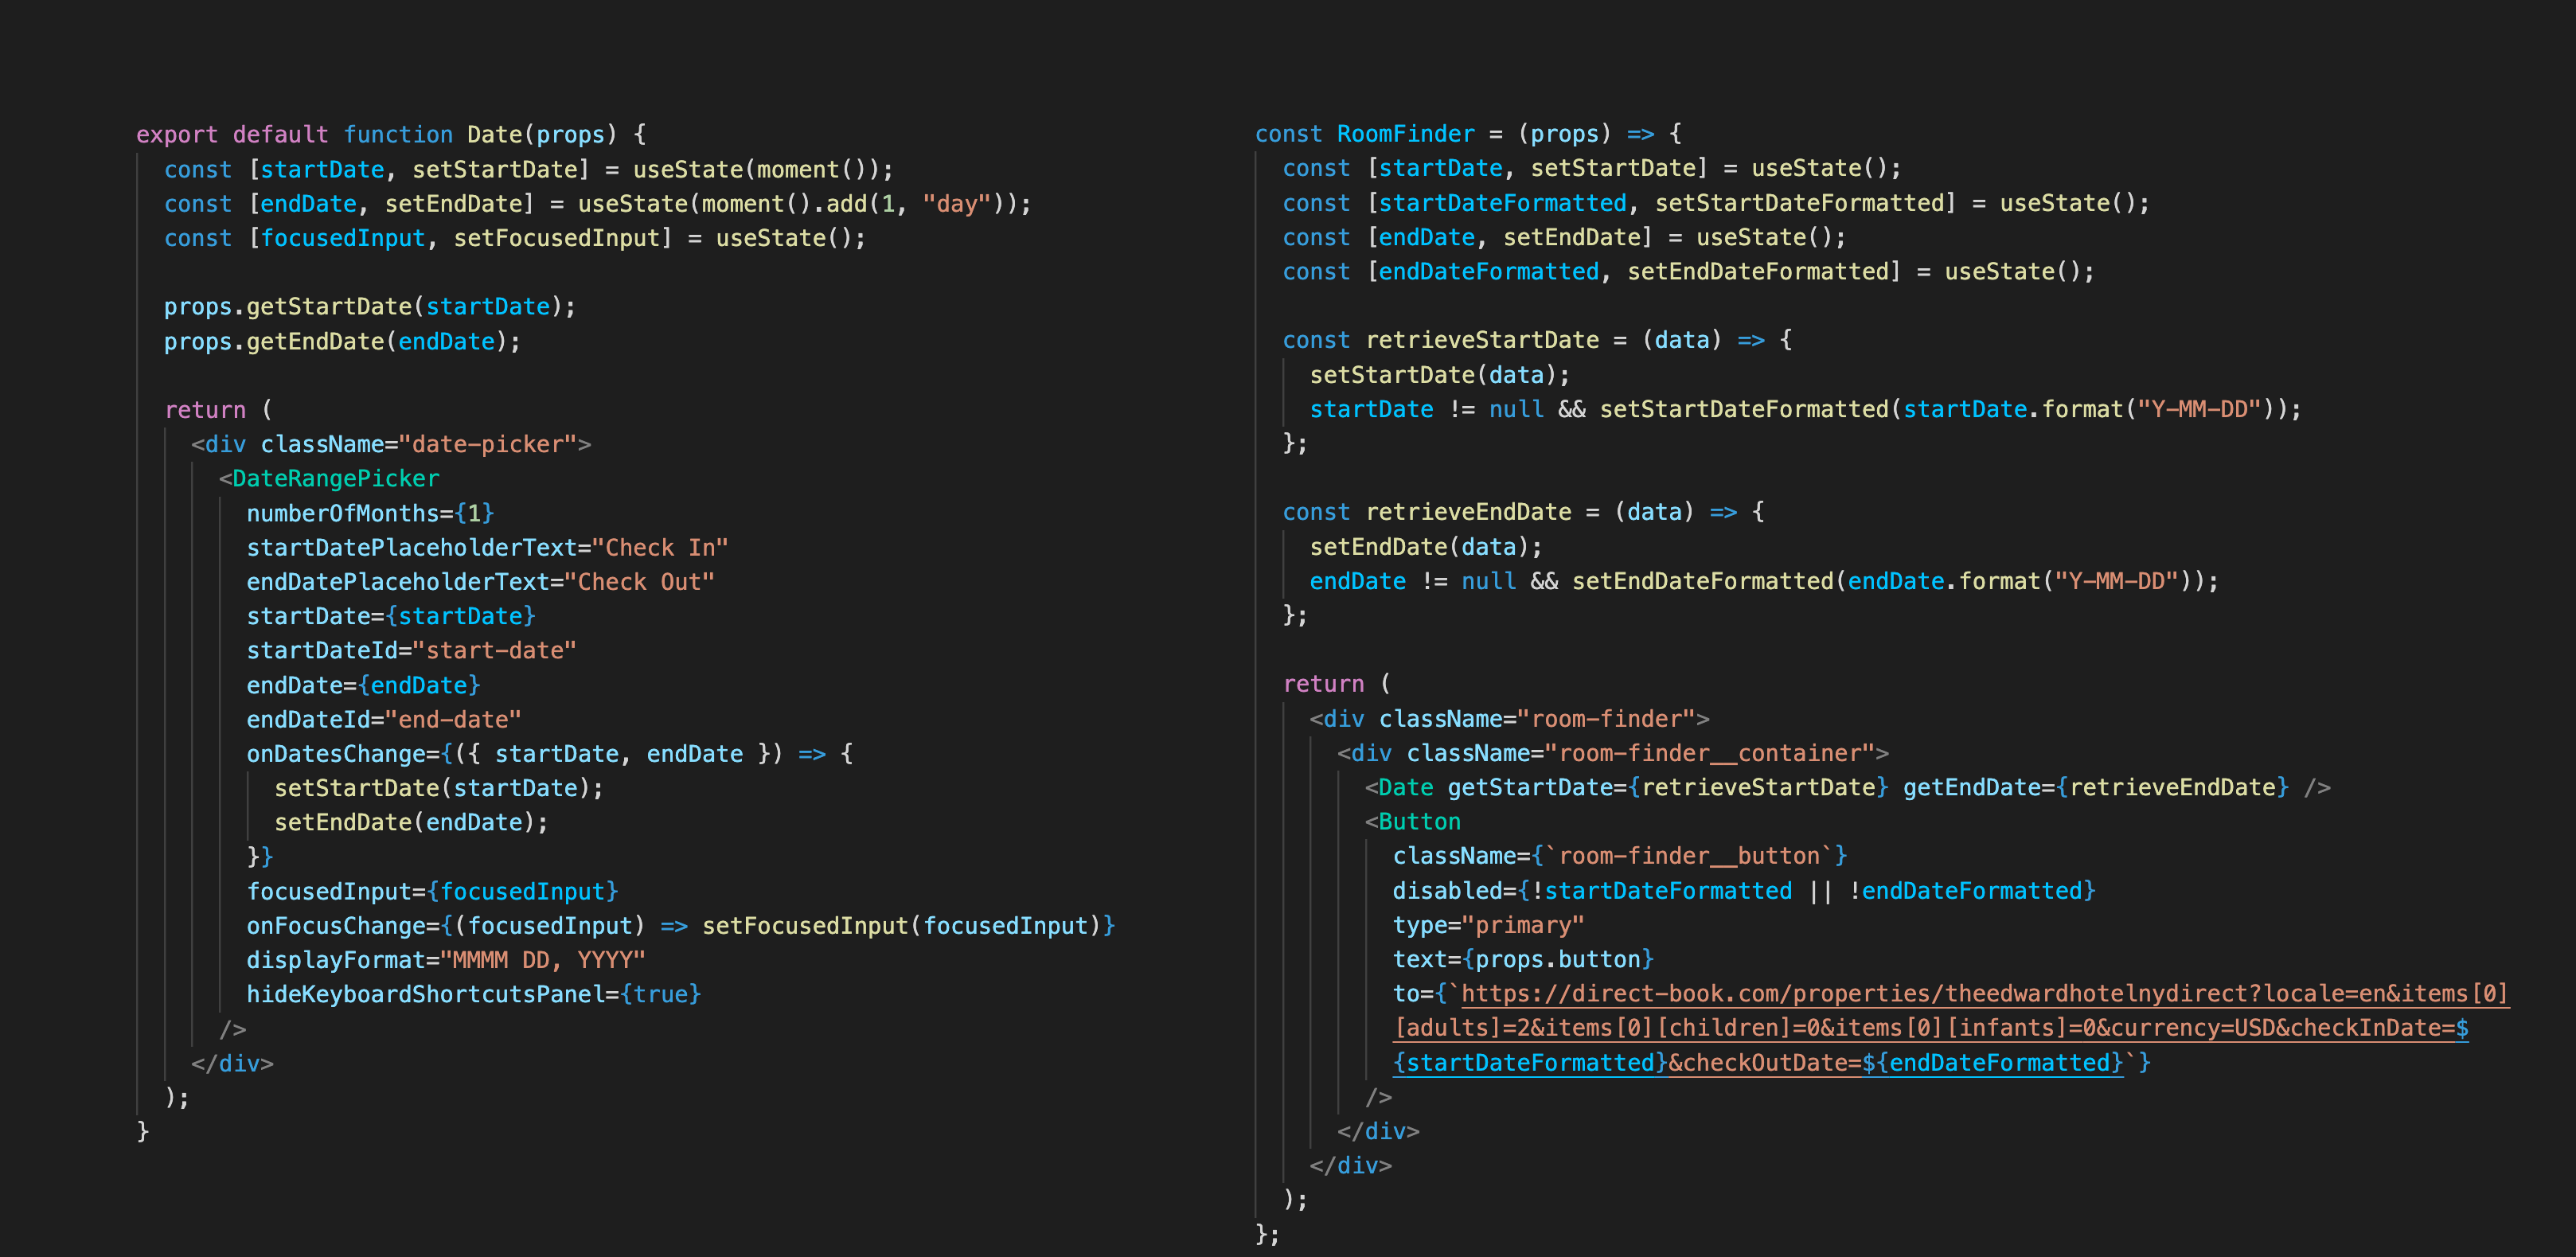 export default function Date(props) {
  const [startDate, setStartDate] = useState(moment());
  const [endDate, setEndDate] = useState(moment().add(1, "day"));
  const [focusedInput, setFocusedInput] = useState();

  props.getStartDate(startDate);
  props.getEndDate(endDate);

  return (
    <div className="date-picker">
      <DateRangePicker
        numberOfMonths={1}
        startDatePlaceholderText="Check In"
        endDatePlaceholderText="Check Out"
        startDate={startDate}
        startDateId="start-date"
        endDate={endDate}
        endDateId="end-date"
        onDatesChange={({ startDate, endDate }) => {
          setStartDate(startDate);
          setEndDate(endDate);
        }}
        focusedInput={focusedInput}
        onFocusChange={(focusedInput) => setFocusedInput(focusedInput)}
        displayFormat="MMMM DD, YYYY"
        hideKeyboardShortcutsPanel={true}
      />
    </div>
  );
}
const RoomFinder = (props) => {
  const [startDate, setStartDate] = useState();
  const [startDateFormatted, setStartDateFormatted] = useState();
  const [endDate, setEndDate] = useState();
  const [endDateFormatted, setEndDateFormatted] = useState();

  const retrieveStartDate = (data) => {
    setStartDate(data);
    startDate != null && setStartDateFormatted(startDate.format("Y-MM-DD"));
  };

  const retrieveEndDate = (data) => {
    setEndDate(data);
    endDate != null && setEndDateFormatted(endDate.format("Y-MM-DD"));
  };

  return (
    <div className="room-finder">
      <div className="room-finder__container">
        <Date getStartDate={retrieveStartDate} getEndDate={retrieveEndDate} />
        <Button
          className={`room-finder__button`}
          disabled={!startDateFormatted || !endDateFormatted}
          type="primary"
          text={props.button}
          to={`https://direct-book.com/properties/theedwardhotelnydirect?locale=en&items[0]
          [adults]=2&items[0][children]=0&items[0][infants]=0&currency=USD&checkInDate=$
          {startDateFormatted}&checkOutDate=${endDateFormatted}`}
        />
      </div>
    </div>
  );
};